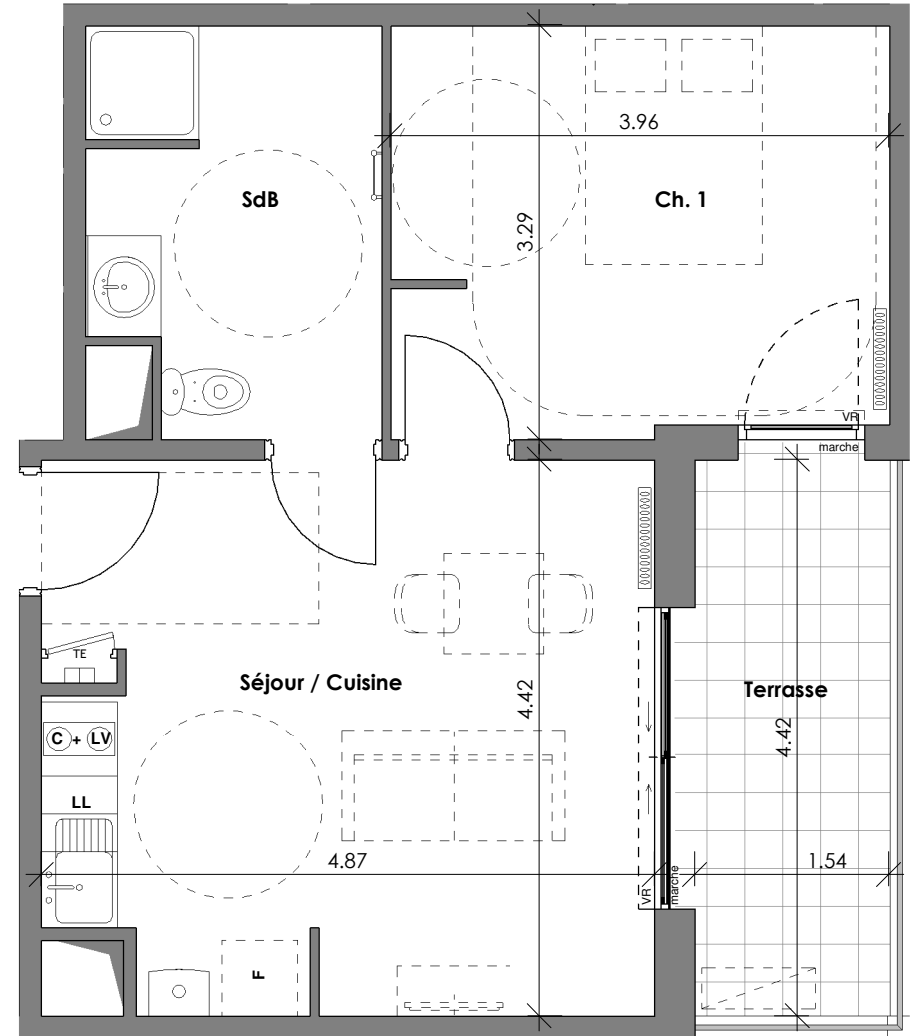 3.96
SdB
Ch. 1
3.29
VR
marche
TE
Séjour / Cuisine
4.42
Terrasse
4.42
C + LV
LL
4.87
1.54
VR
marche
F